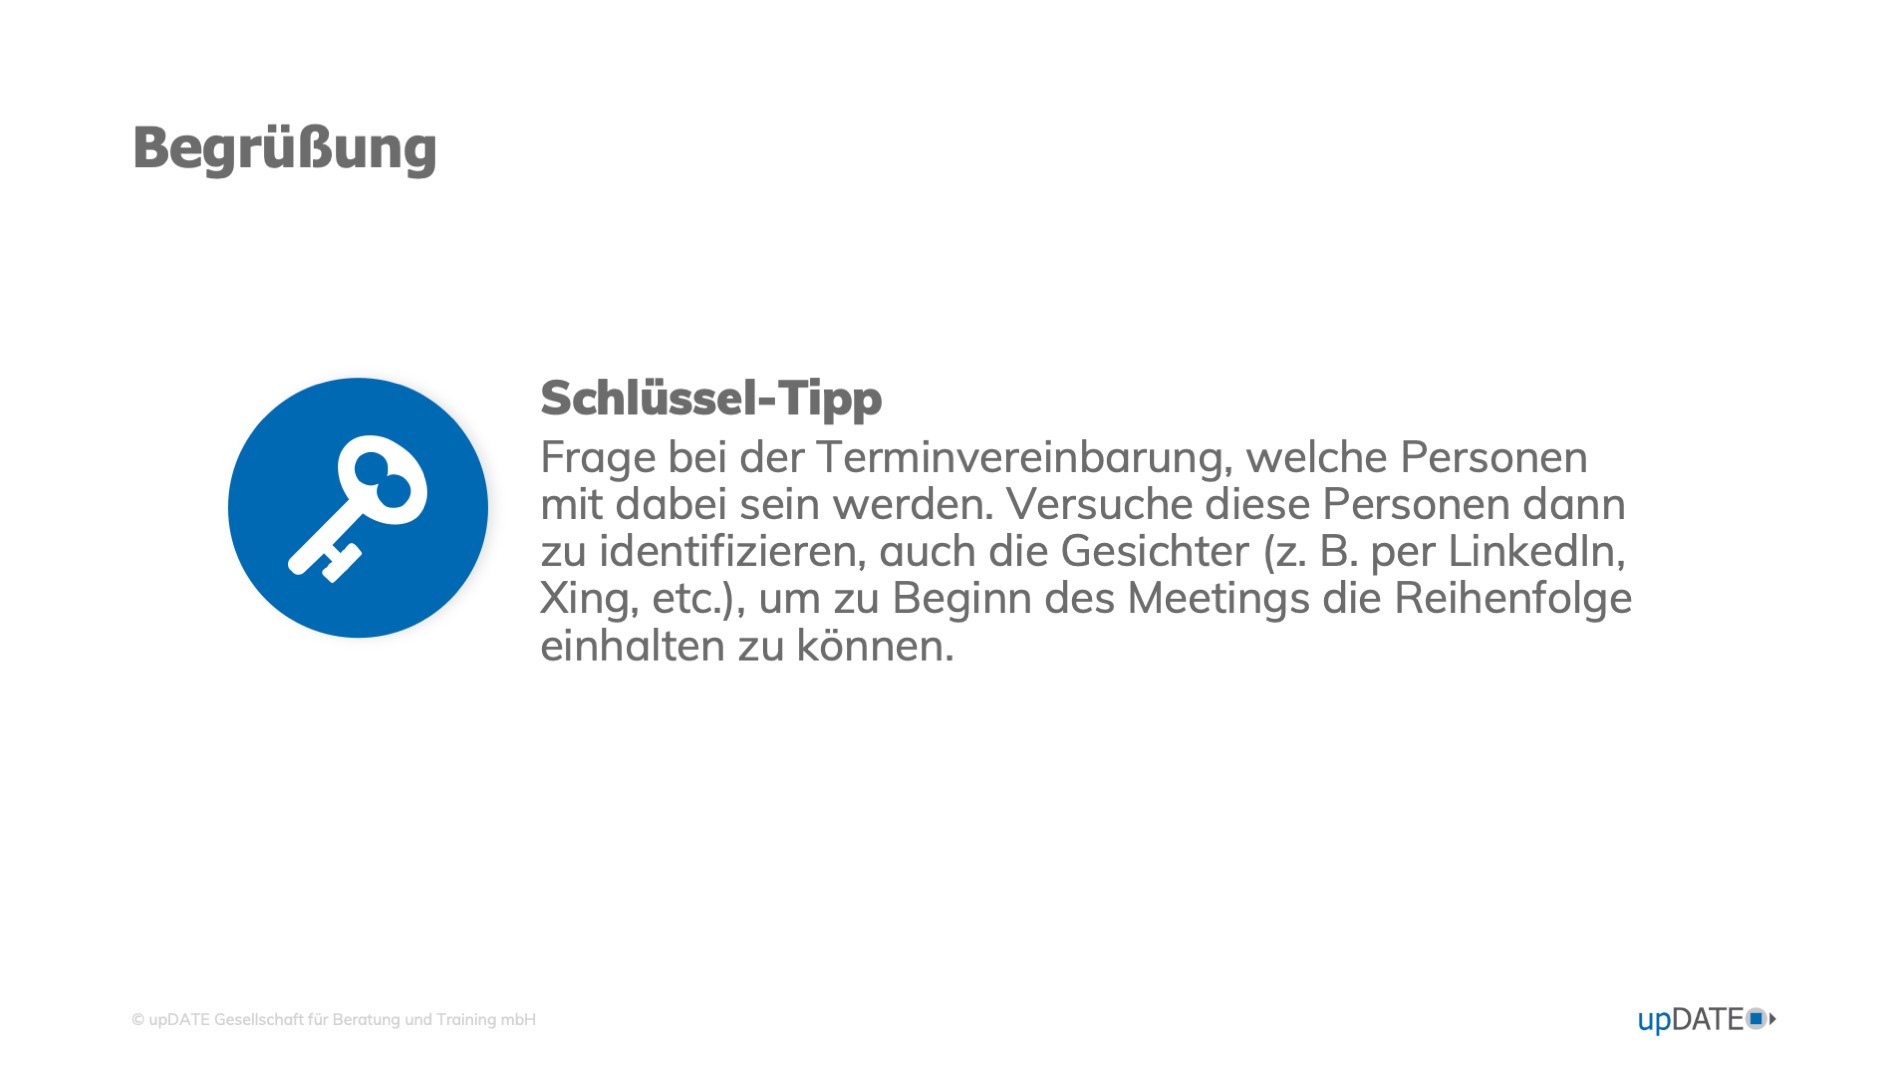 Begrüßung
Schlüssel-Tipp
Frage bei der Terminvereinbarung, welche Personen
mit dabei sein werden. Versuche diese Personen dann
zu identifizieren, auch die Gesichter (z. B. per LinkedIn,
Xing, etc.), um zu Beginn des Meetings die Reihenfolge
einhalten zu können.
© upDATE Gesellschaft für Beratung und Training mbH
upDATE